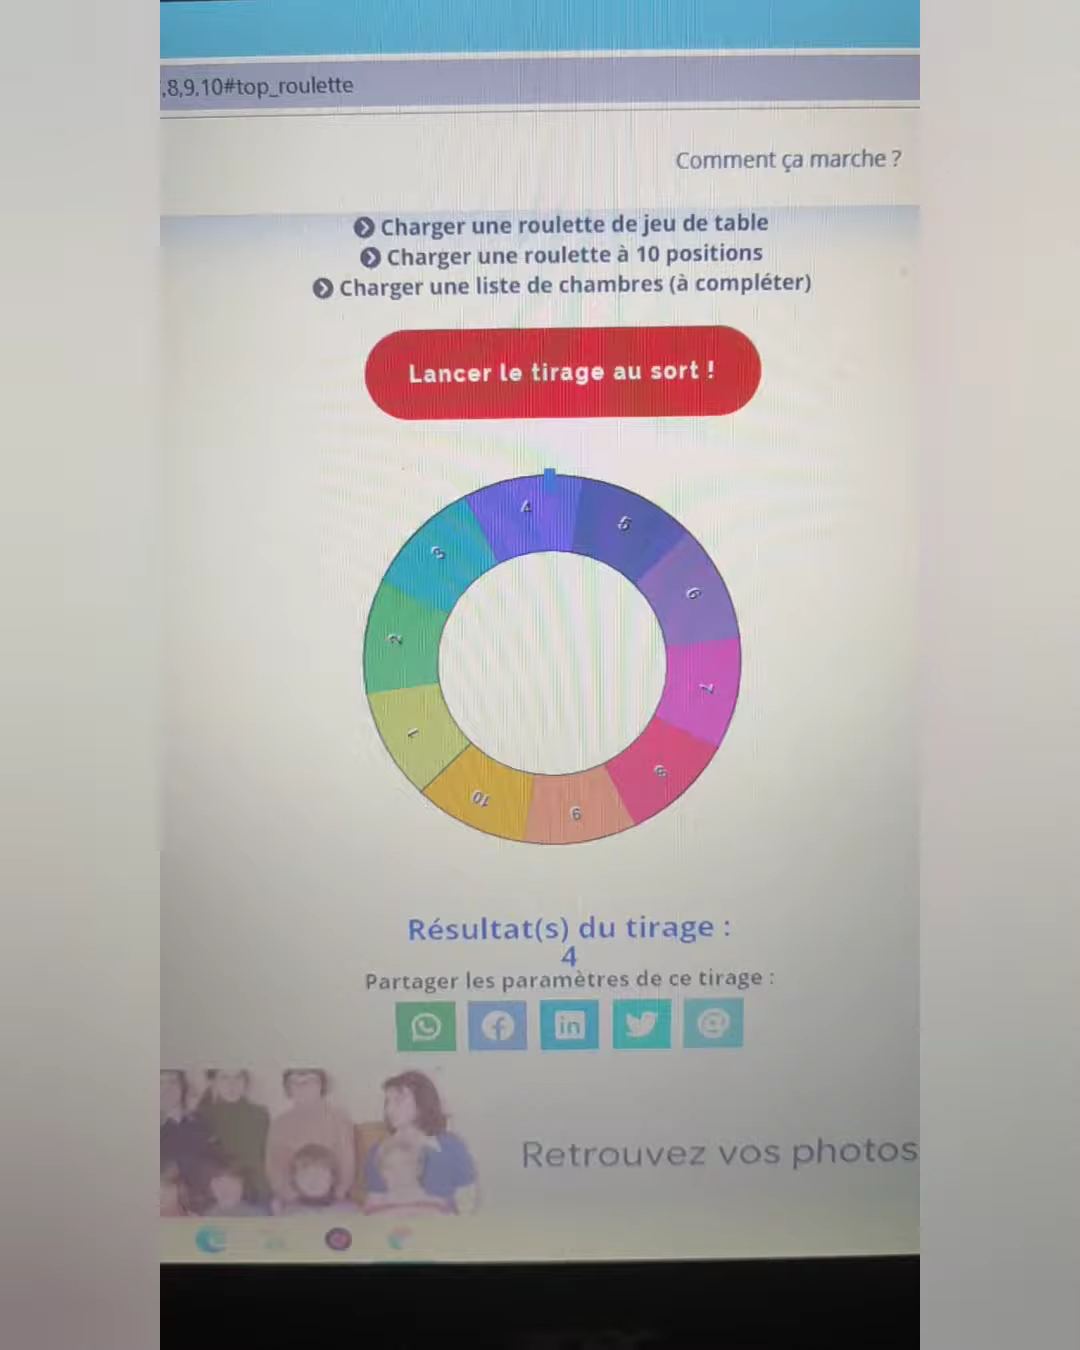 ,8,9,10#top_roulette
Comment ça marche ?
Charger une roulette de jeu de table
Charger une roulette à 10 positions
Charger une liste de chambres (à compléter)
Lancer le tirage au sort !
4
5
3
6
2
7
1
8
10
9
Résultat(s) du tirage :
4
Partager les paramètres de ce tirage :
in
@
Retrouvez vos photos